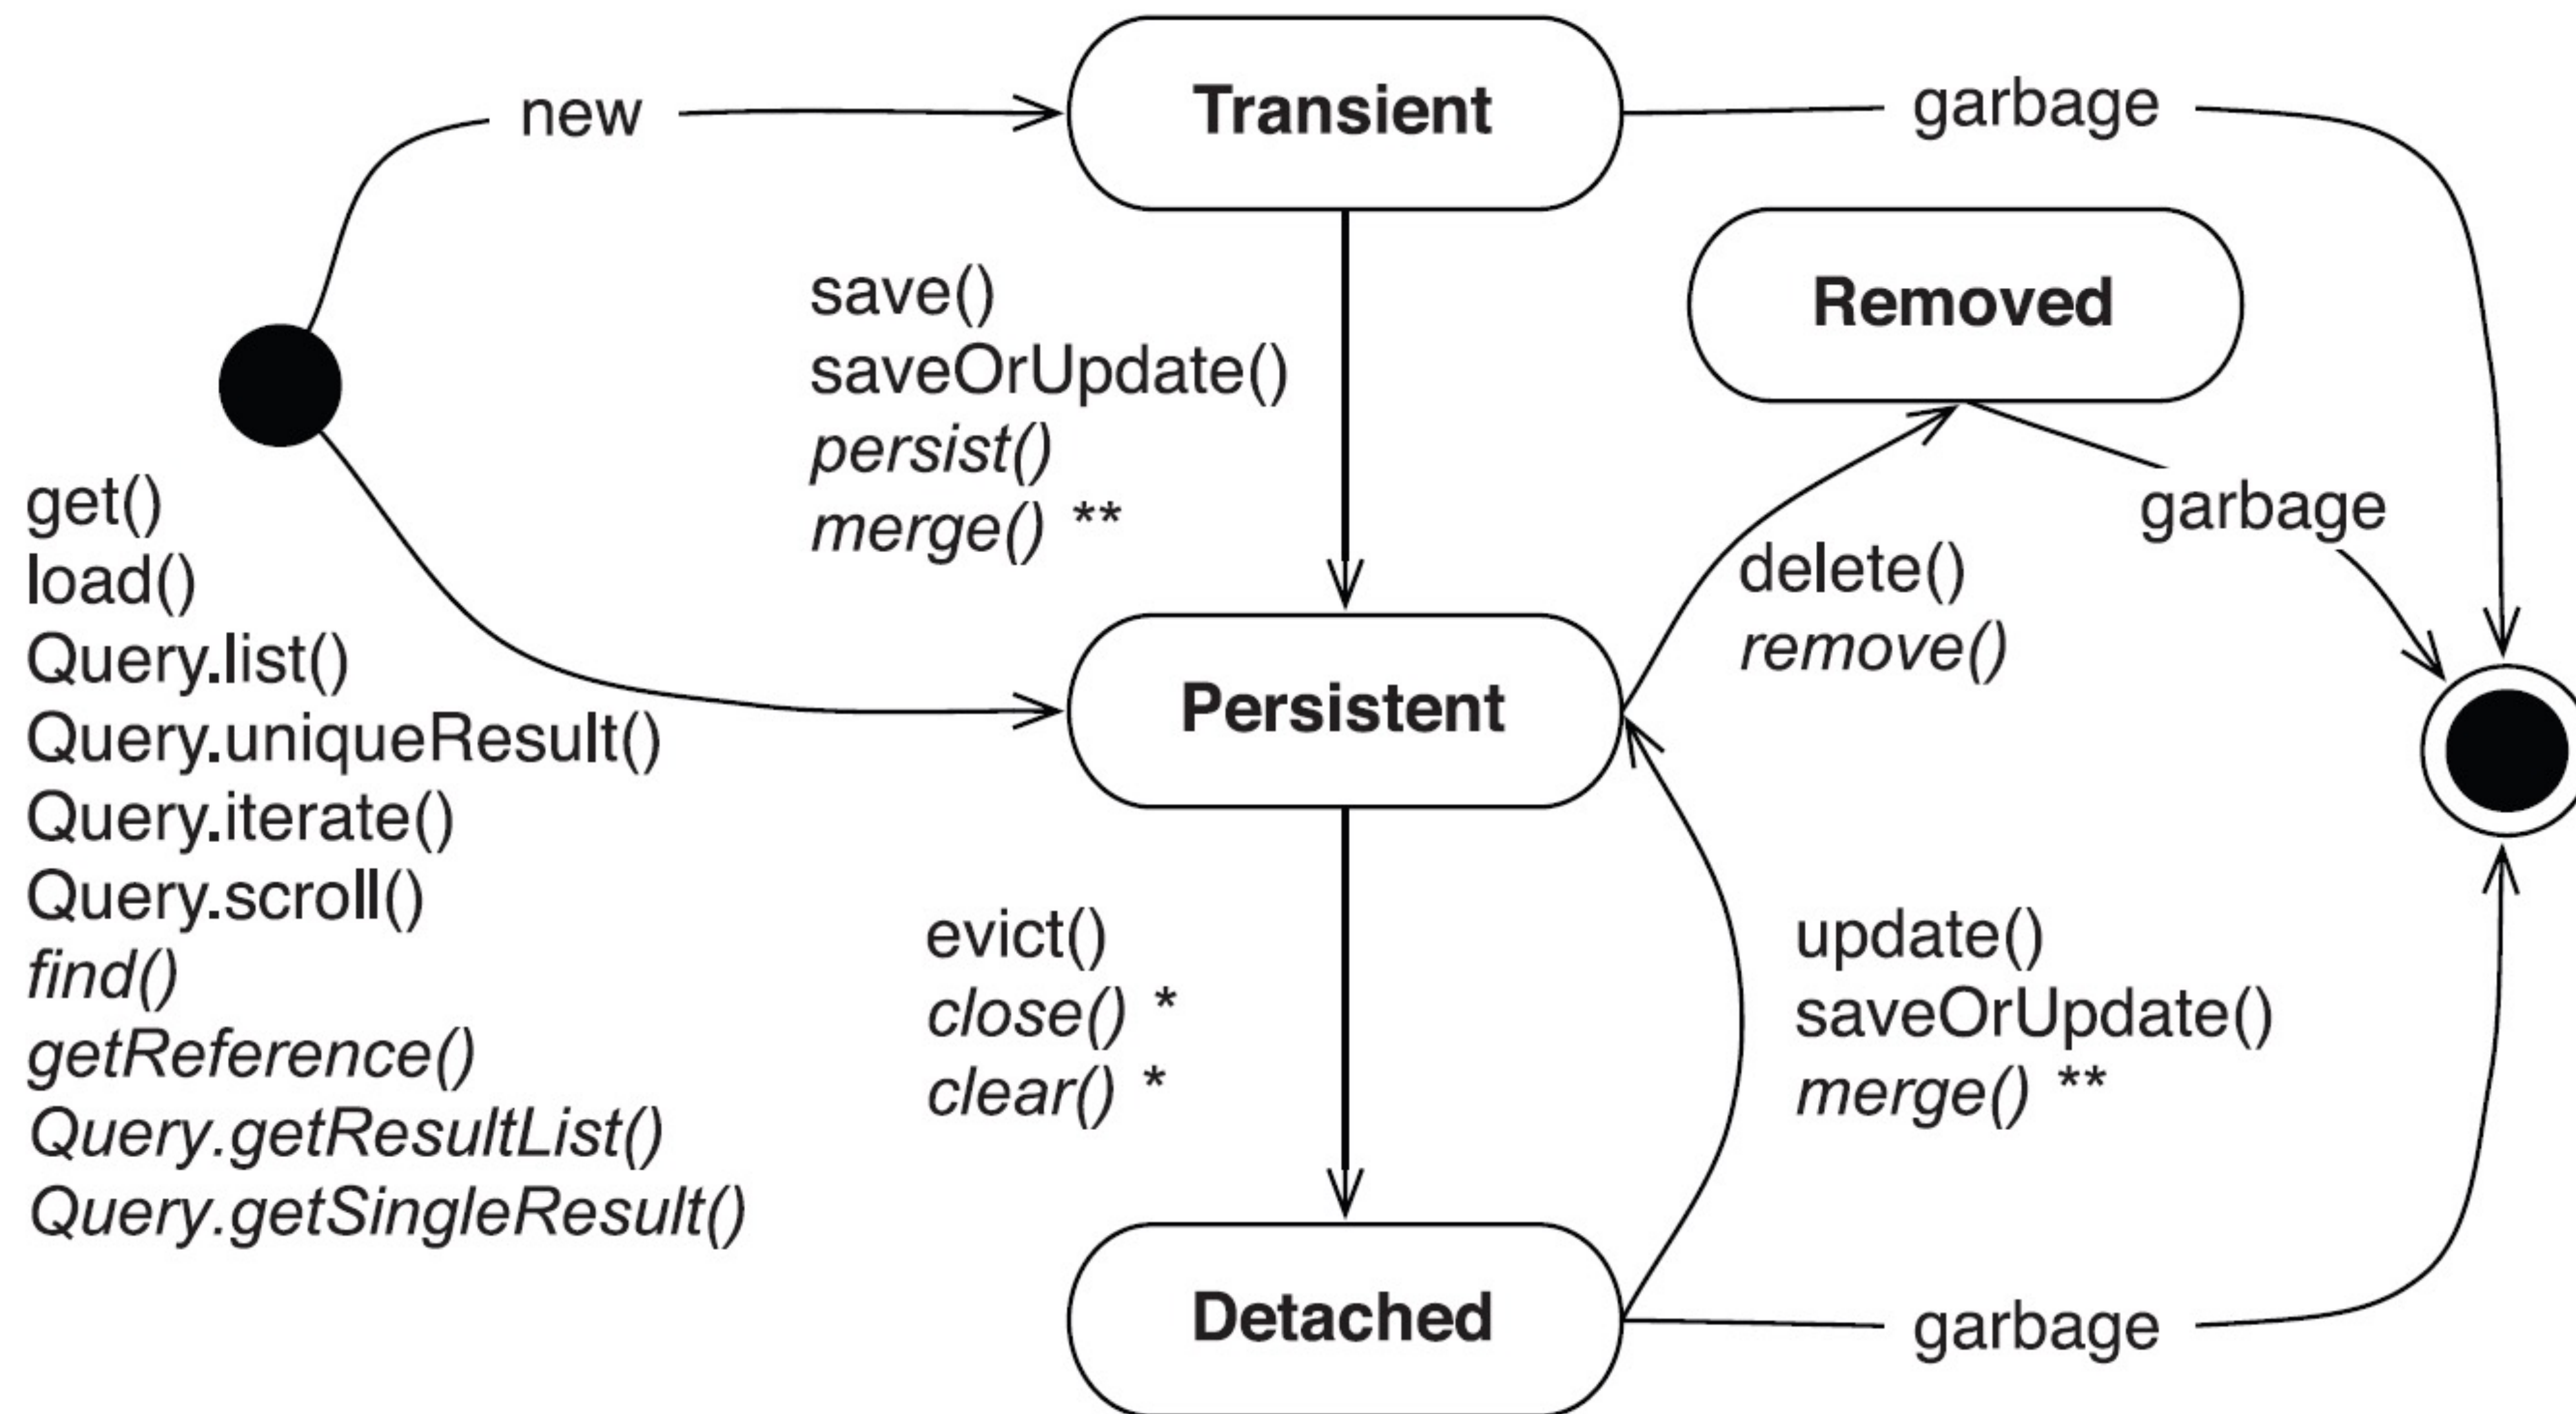 new
Transient
garbage
Removed
save()
saveOrUpdate()
persist()
merge() **
garbage
delete()
remove()
get()
load()
Query.list()
Query.uniqueResult()
Query.iterate()
Query.scroll()
find()
getReference()
Query.getResultList()
Query.getSingleResult()
Persistent
evict()
close() *
clear() *
update()
saveOrUpdate()
merge() **
Detached
garbage